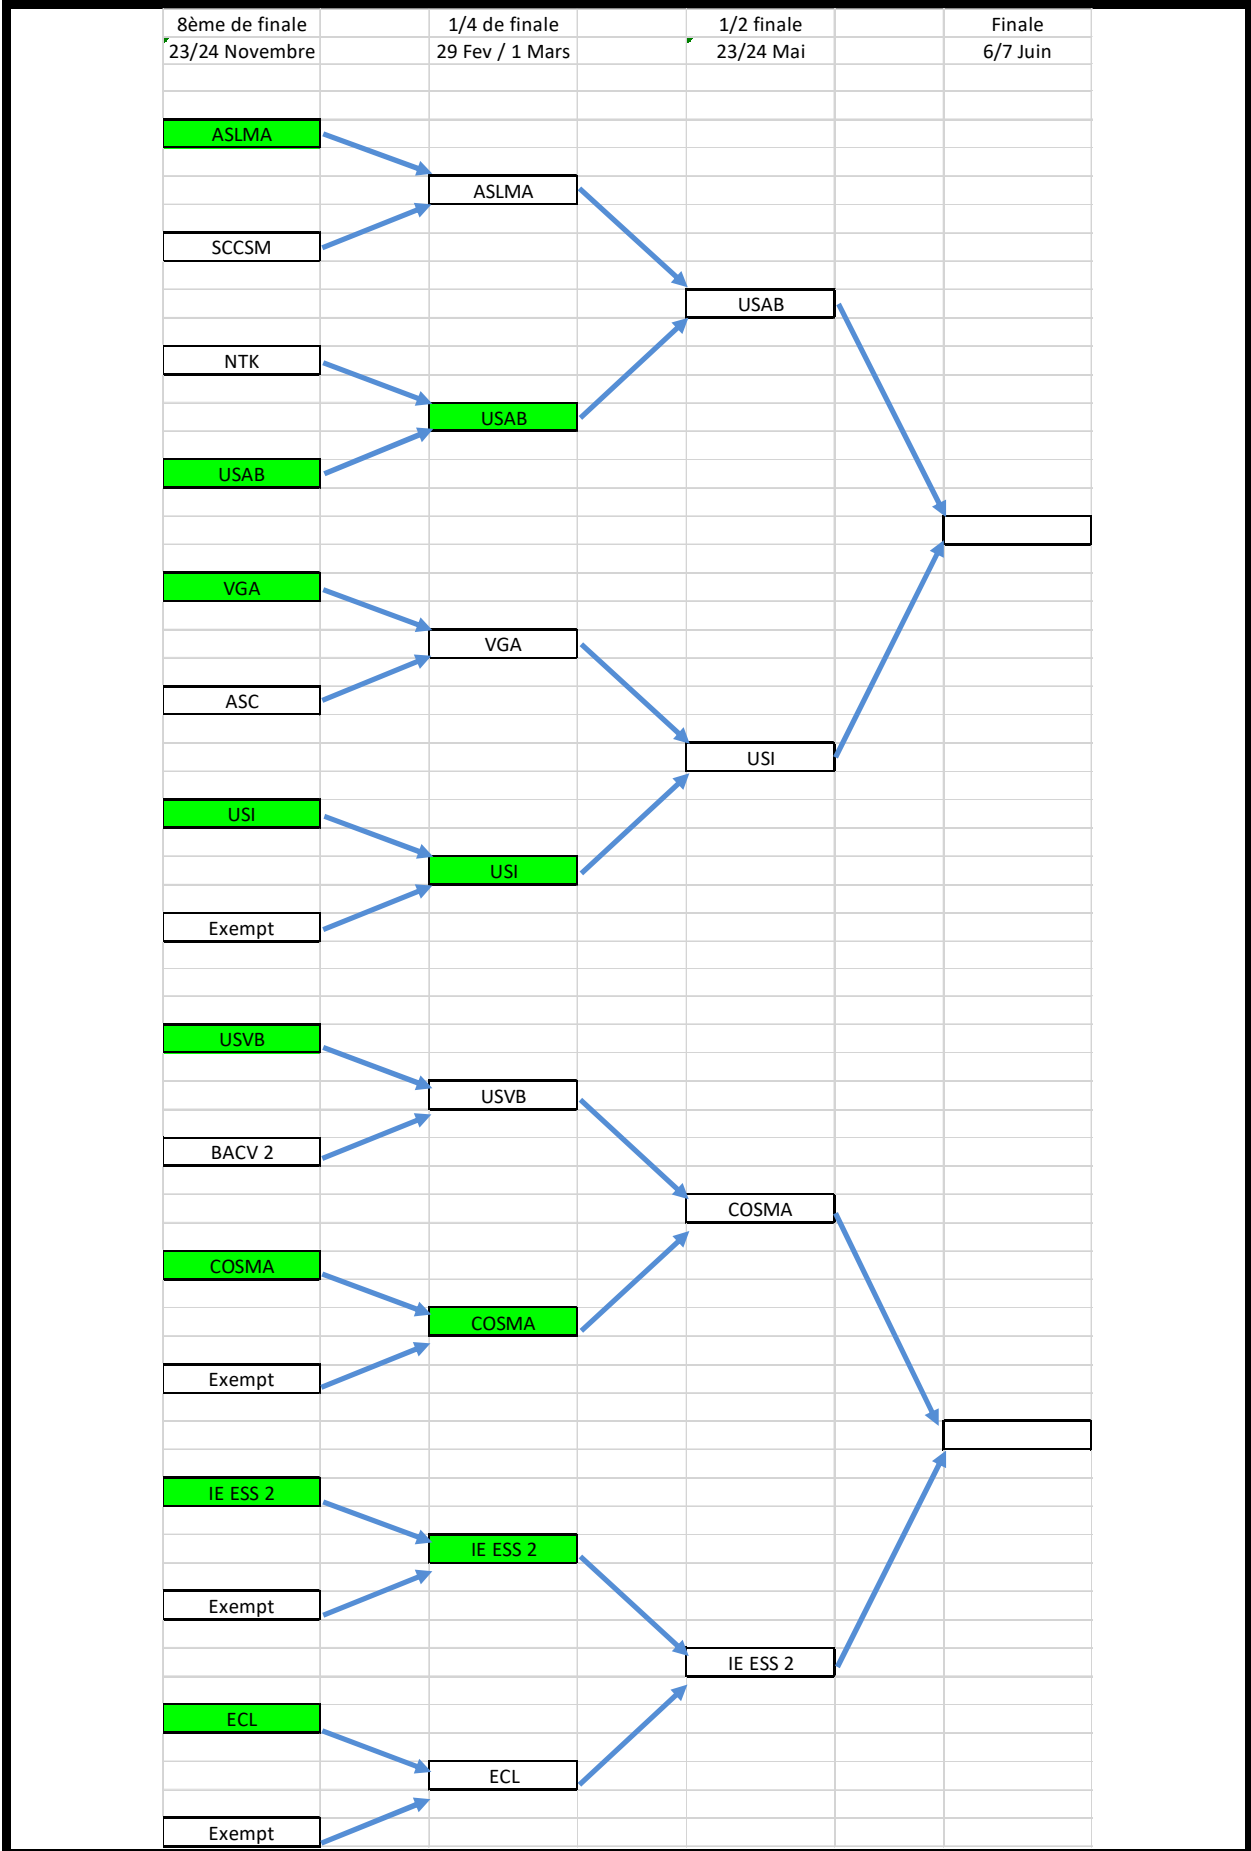 8ème de finale
1/4 de finale
1/2 finale
Finale
23/24 Novembre
29 Fev / 1 Mars
23/24 Mai
6/7 Juin
ASLMA
ASLMA
SCCSM
USAB
NTK
USAB
USAB
VGA
VGA
ASC
USI
USI
USI
Exempt
USVB
USVB
BACV 2
COSMA
COSMA
COSMA
Exempt
IE ESS 2
IE ESS 2
Exempt
IE ESS 2
ECL
ECL
Exempt